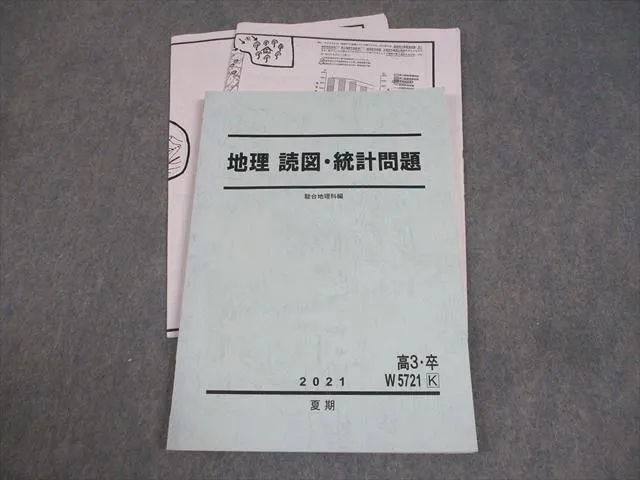 地理 読図・統計問題
駿台地理科編
高3・卒
2021 W5721 K
夏期